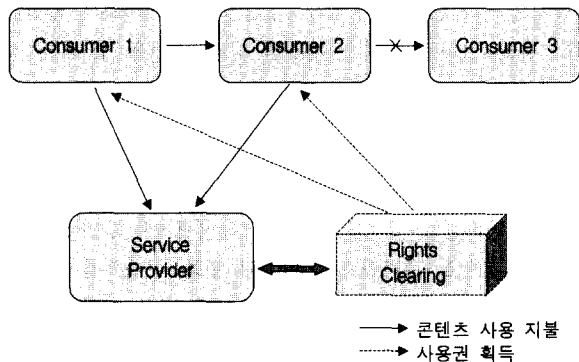 Consumer 1
Consumer 2
Consumer 3
Service
Provider
Rights
Clearing
콘텐츠 사용 지불
사용권 획득